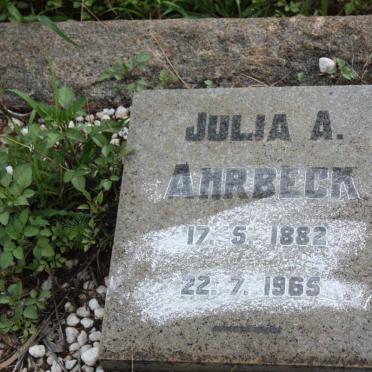 JULIA A.
AHRBECK
17. 5. 1882
22. 7. 1965